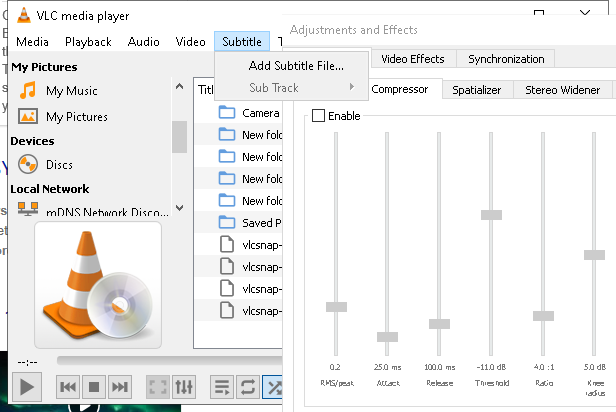 VLC media player
Media Playback Audio Video Subtitle
Adjustments and Effects
Video Effects Synchronization
Add Subtitle File...
Sub Track
Compressor Spatializer Stereo Widener
Enable
My Pictures
My Music
My Pictures
Devices
Discs
Local Network
mDNS Network Disco...
Titl
Camera
New fold
New fold
New fold
New fold
Saved P
vlcsnap-
vlcsnap-
vlcsnap-
vlcsnap-
--:--
0.2 25.0 ms 100.0 ms -11.0 dB 4.0 :1 5.0 dB
RMS/peak Attack Release Threshold Ratio Knee
radius